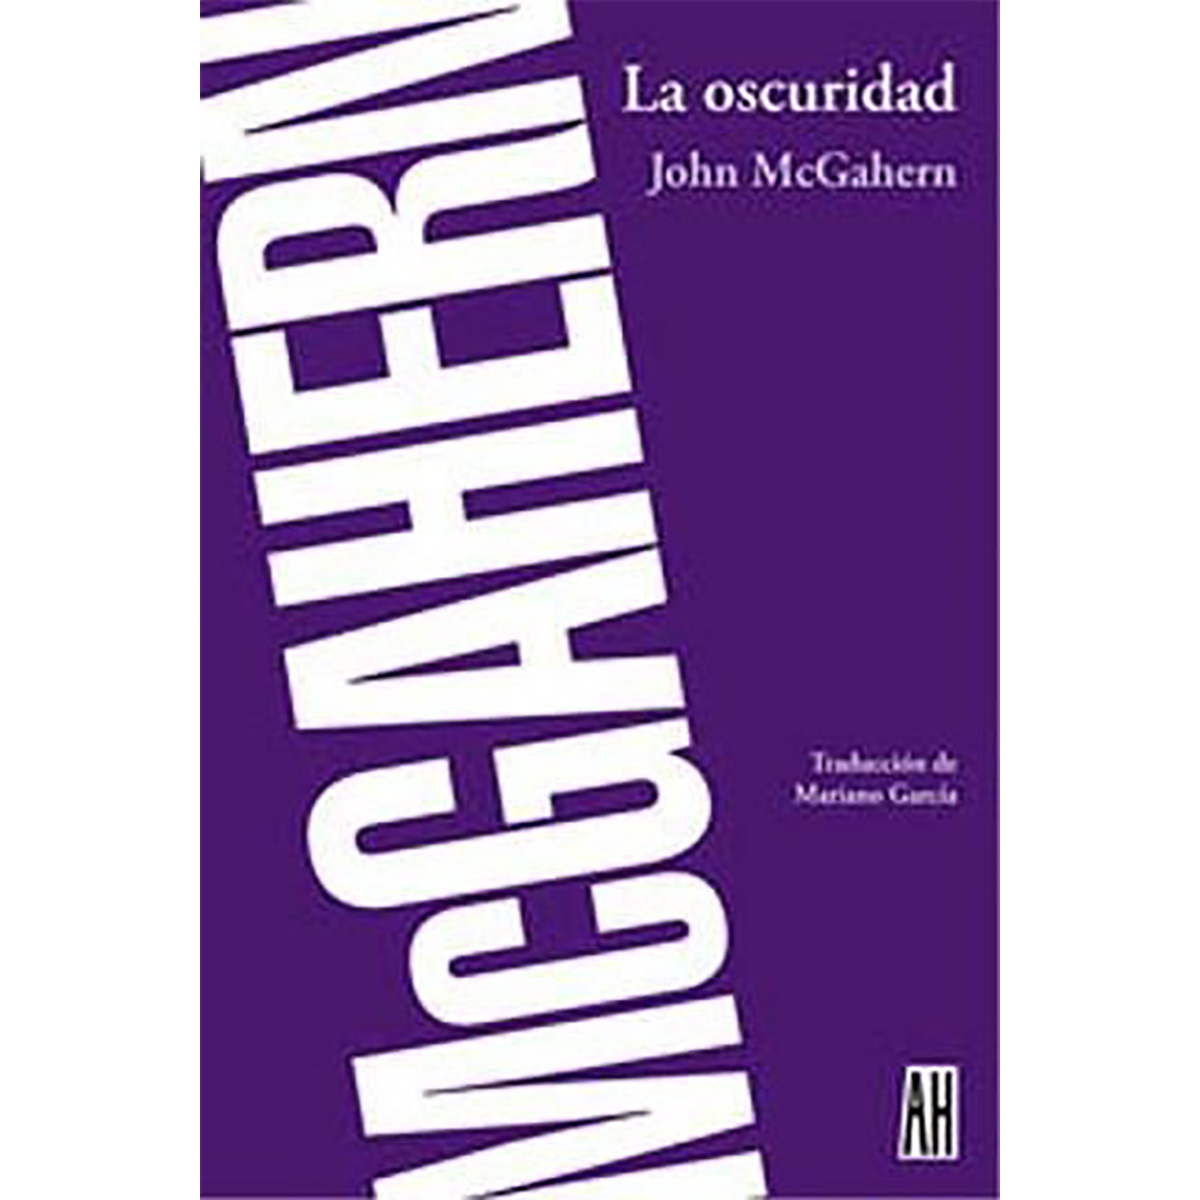 La oscuridad
John McGahern
MCGAHERN
Traducción de
Mariano García
AH